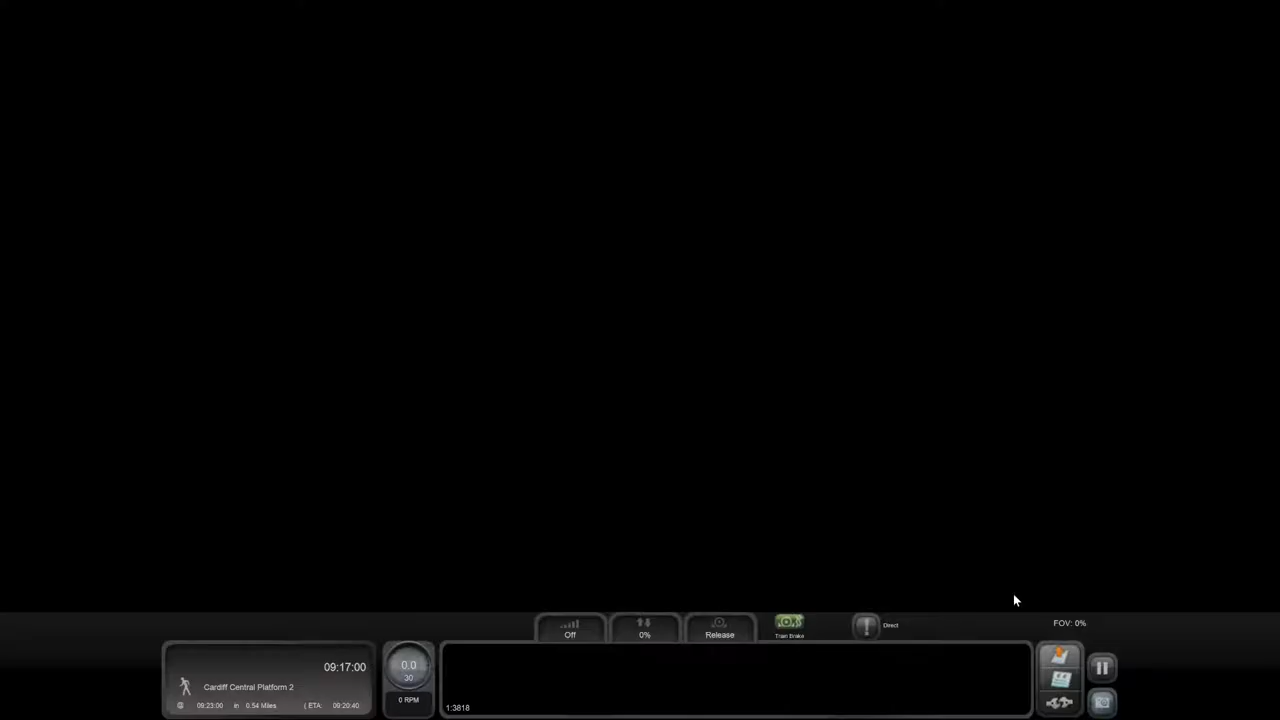 Off
0%
Release
Train Brake
Direct
FOV: 0%
09:17:00
Cardiff Central Platform 2
@ 09:23:00 in 0.54 Miles ( ETA: 09:20:40
0.0
30
0 RPM
1:3818